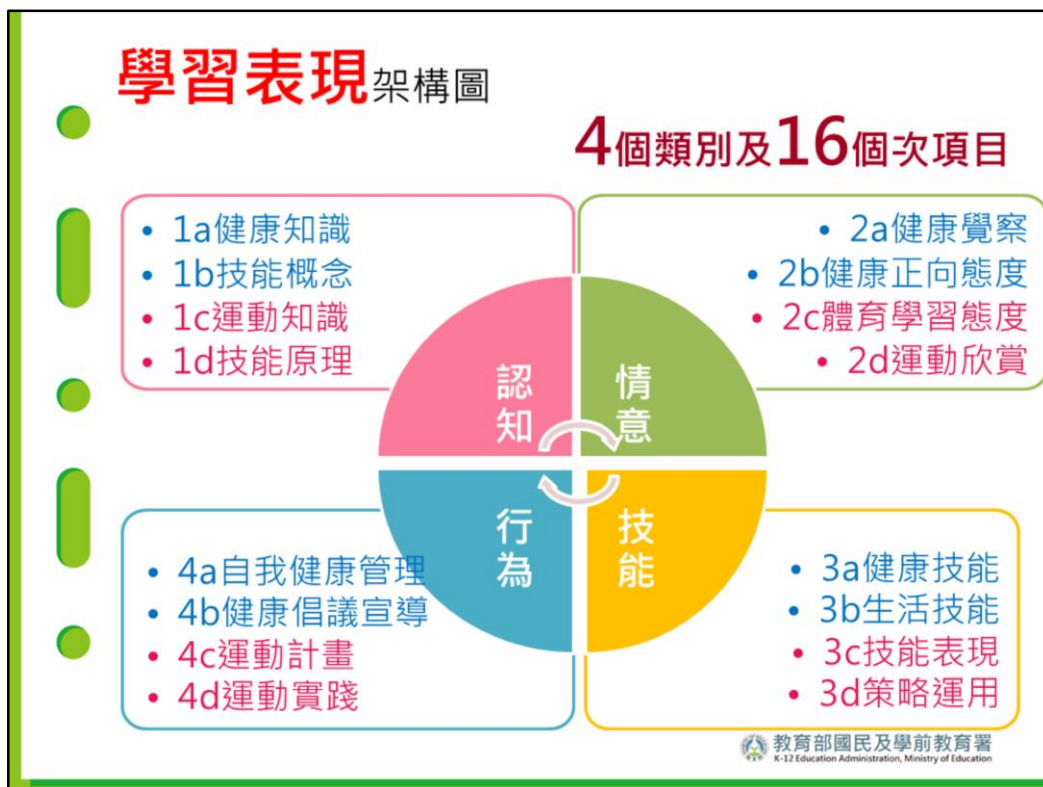 學習表現架構圖
4個類別及16個次項目
• 1a健康知識
• 1b技能概念
• 1c運動知識
• 1d技能原理
• 2a健康覺察
• 2b健康正向態度
• 2c體育學習態度
• 2d運動欣賞
認知
情意
行為
技能
• 4a自我健康管理
• 4b健康倡議宣導
• 4c運動計畫
• 4d運動實踐
• 3a健康技能
• 3b生活技能
• 3c技能表現
• 3d策略運用
教育部國民及學前教育署
K-12 Education Administration, Ministry of Education